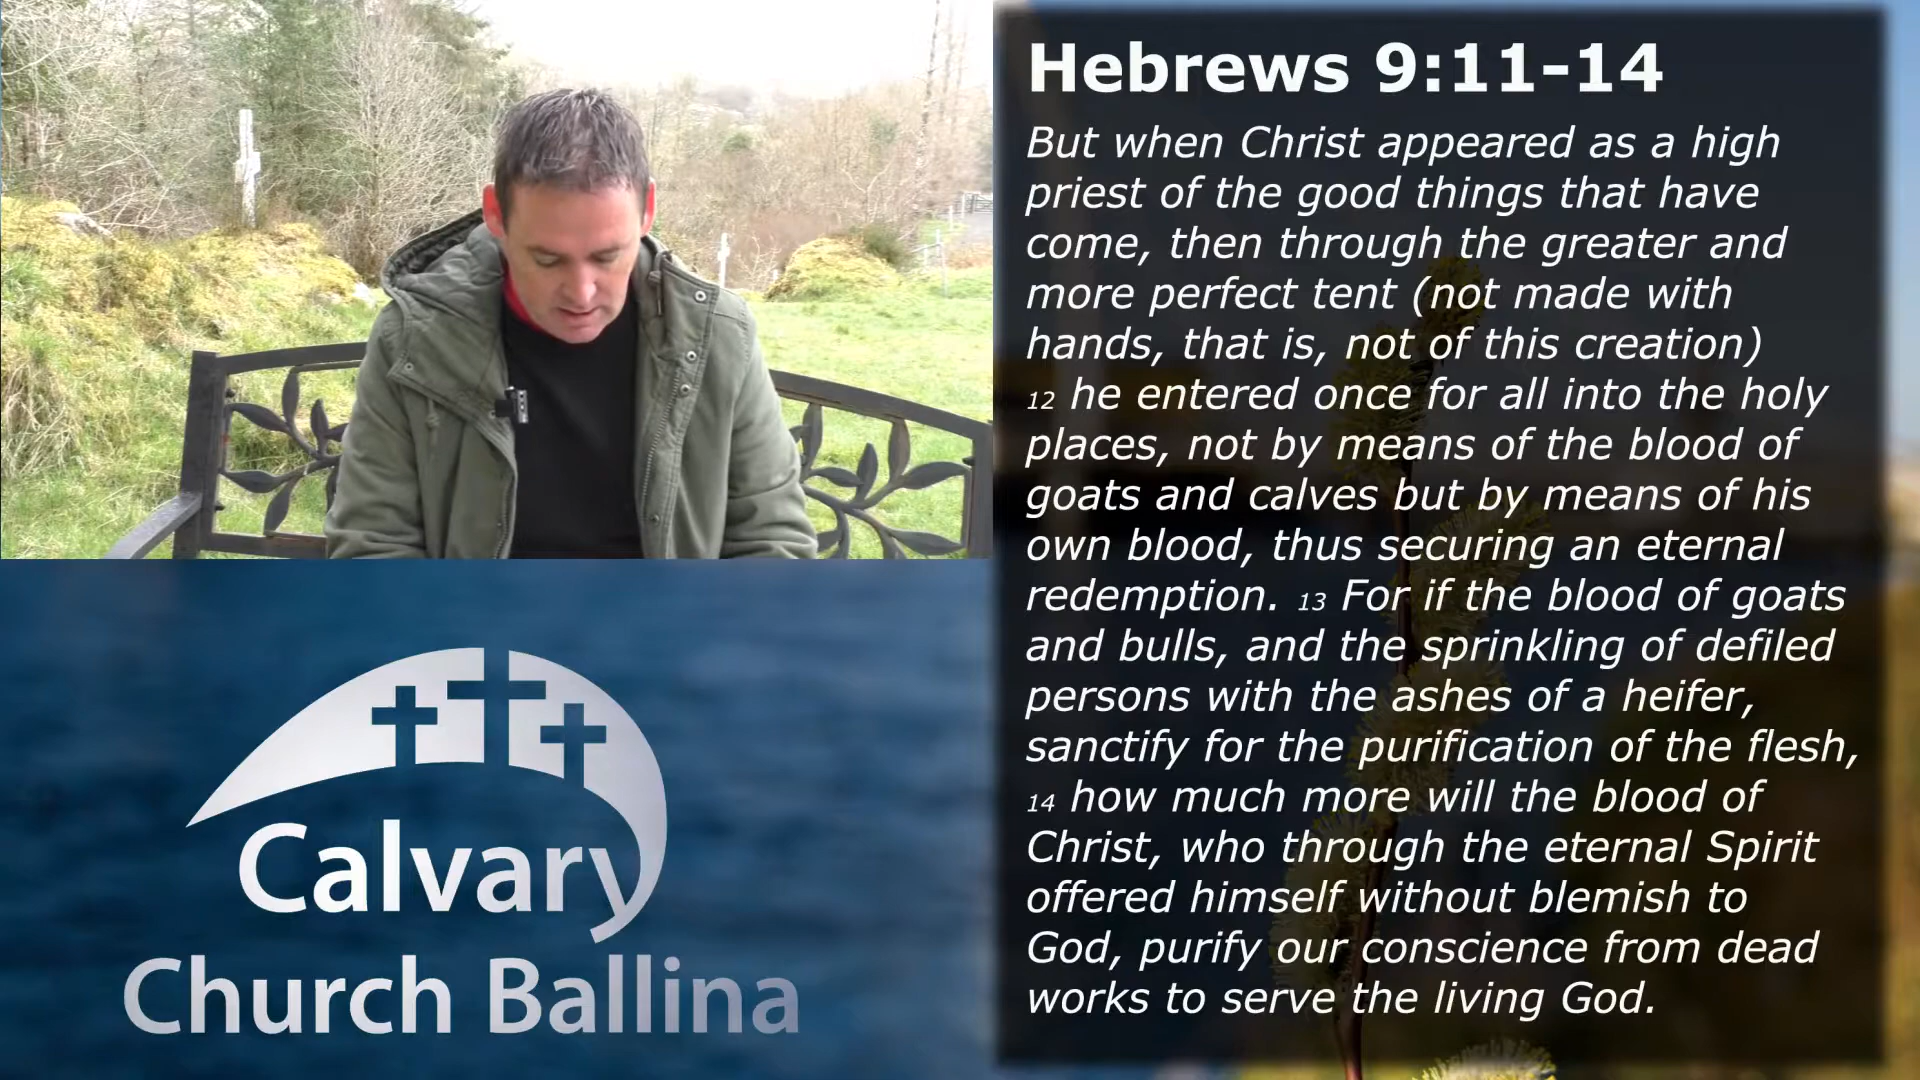 Hebrews 9:11-14
But when Christ appeared as a high
priest of the good things that have
come, then through the greater and
more perfect tent (not made with
hands, that is, not of this creation)
12 he entered once for all into the holy
places, not by means of the blood of
goats and calves but by means of his
own blood, thus securing an eternal
redemption. 13 For if the blood of goats
and bulls, and the sprinkling of defiled
persons with the ashes of a heifer,
sanctify for the purification of the flesh,
14 how much more will the blood of
Christ, who through the eternal Spirit
offered himself without blemish to
God, purify our conscience from dead
works to serve the living God.
Calvary
Church Ballina